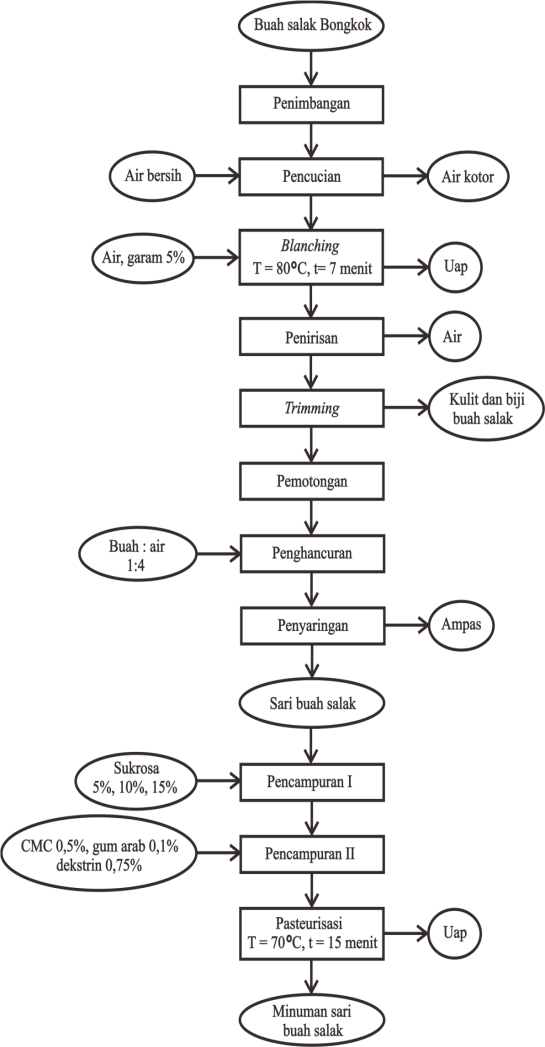 Buah salak Bongkok
Penimbangan
Air bersih
Pencucian
Air kotor
Air, garam 5%
Blanching
T = 80°C, t= 7 menit
Uap
Penirisan
Air
Trimming
Kulit dan biji
buah salak
Pemotongan
Buah : air
1:4
Penghancuran
Penyaringan
Ampas
Sari buah salak
Sukrosa
5%, 10%, 15%
Pencampuran I
CMC 0,5%, gum arab 0,1%
dekstrin 0,75%
Pencampuran II
Pasteurisasi
T = 70°C, t = 15 menit
Uap
Minuman sari
buah salak